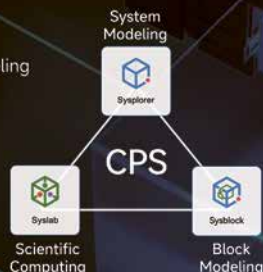 System
Modeling
ling
Sysplorer
CPS
Syslab
Sysblock
Scientific
Computing
Block
Modeling